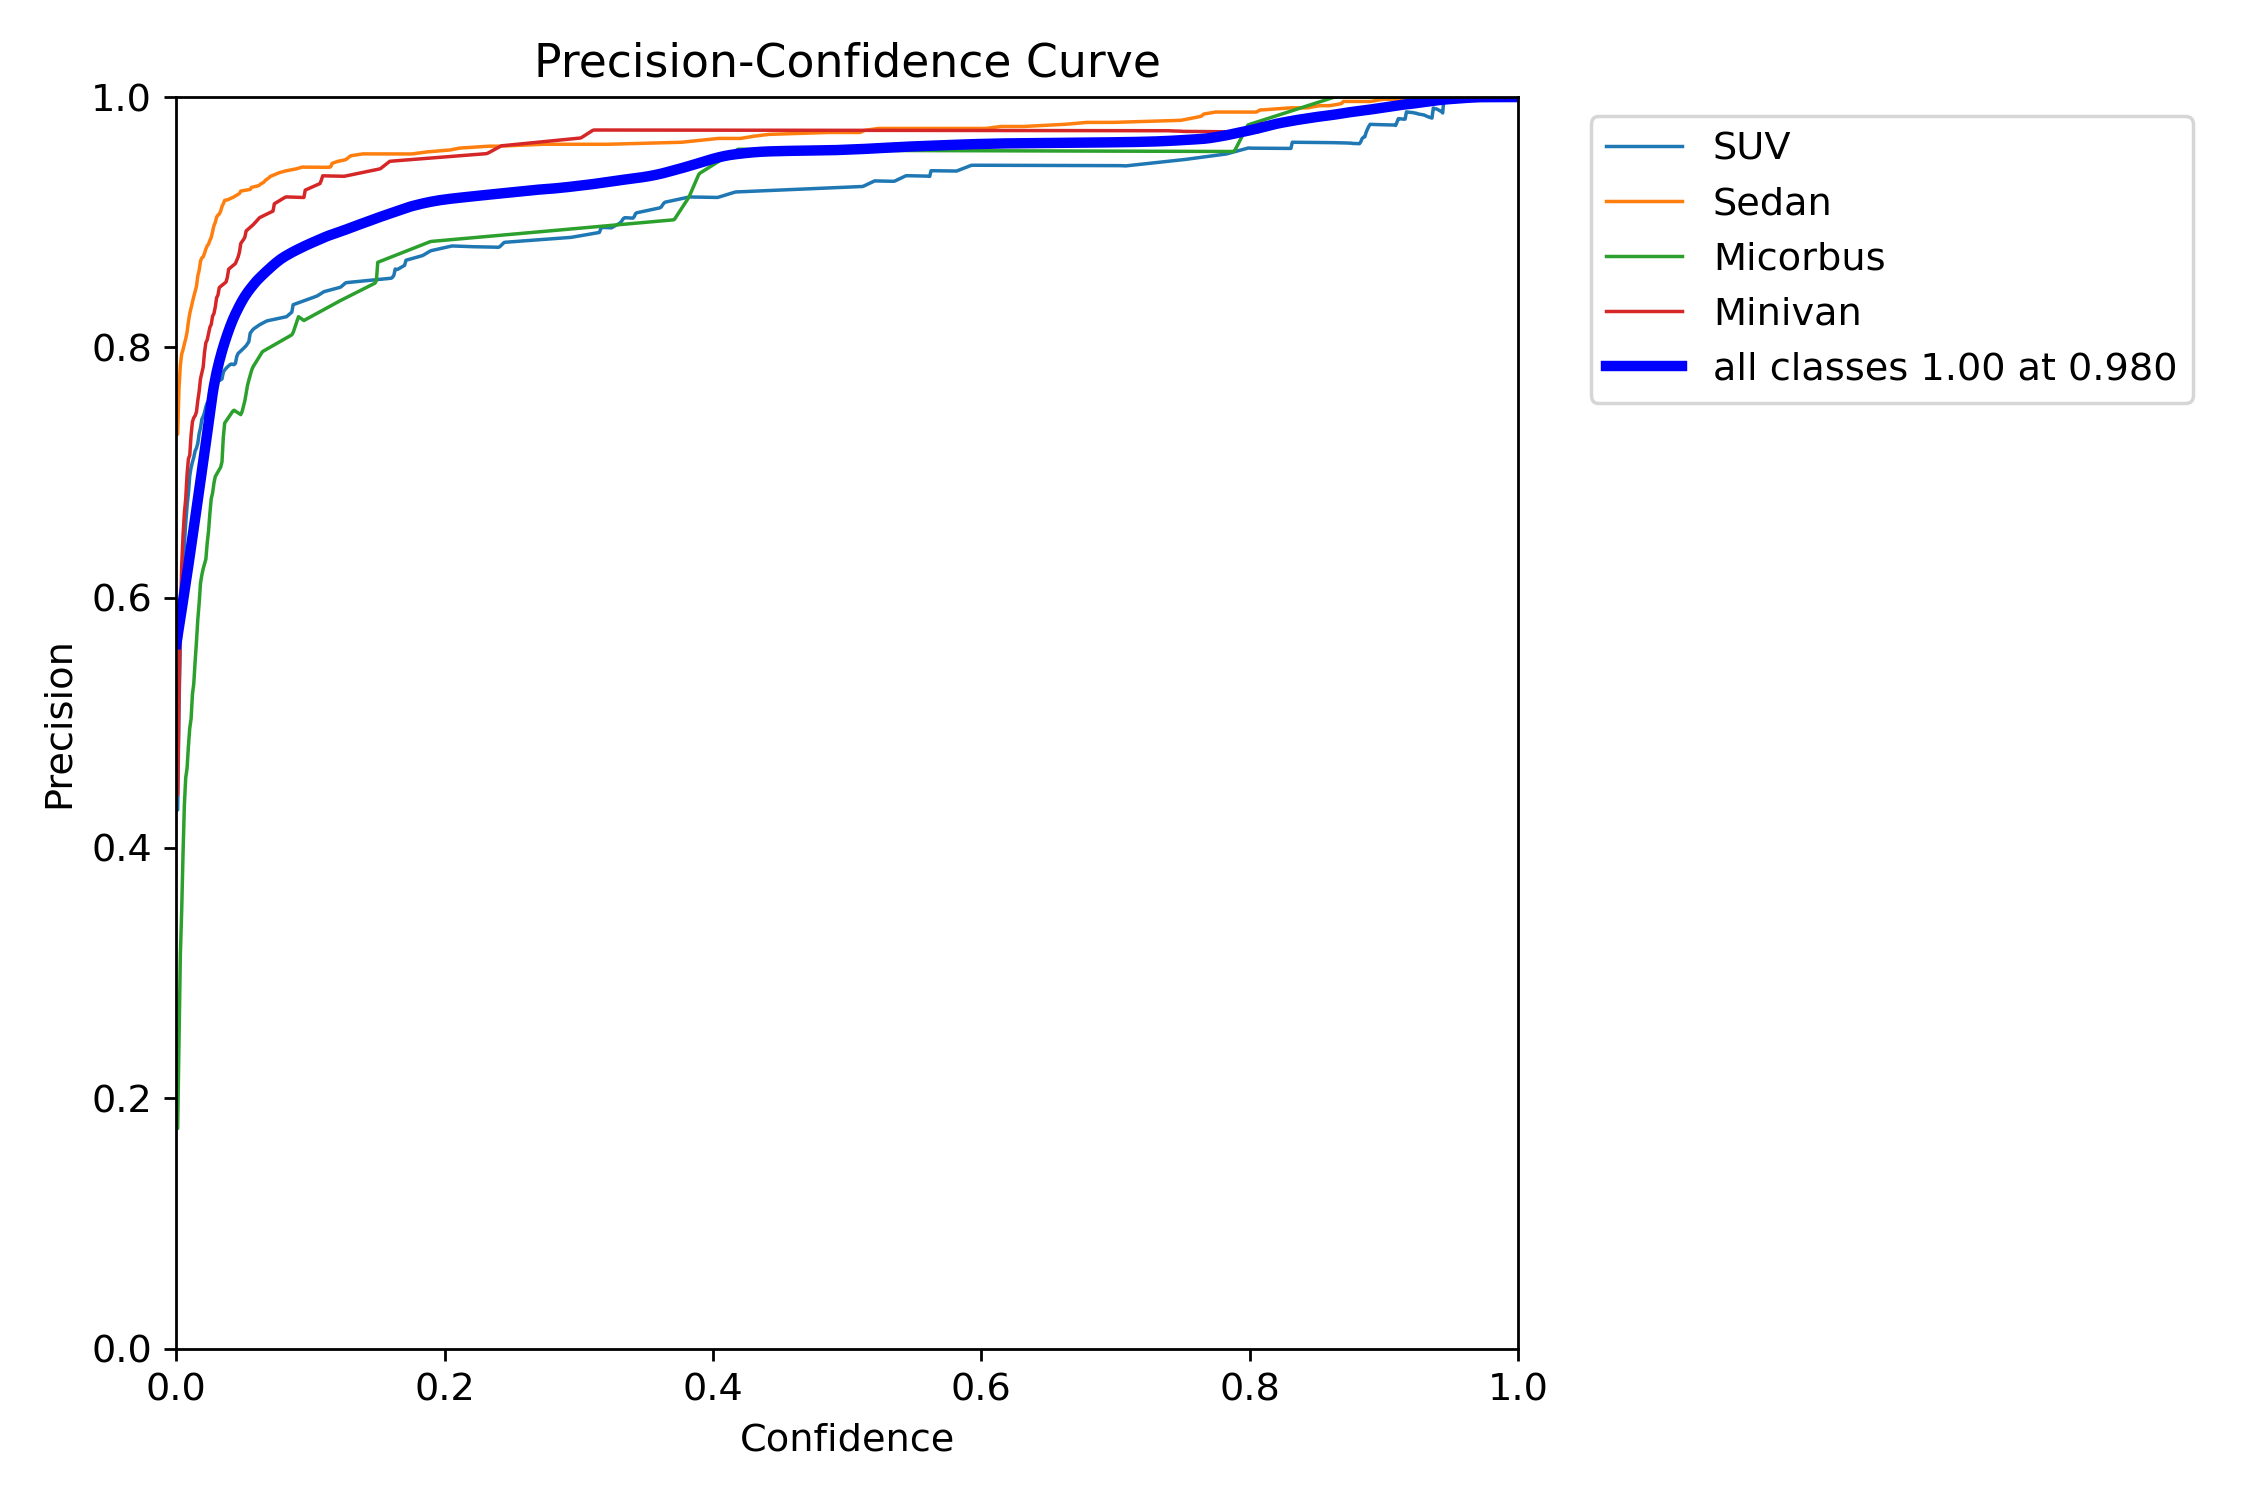 Precision-Confidence Curve
1.0
0.8
0.6
0.4
0.2
0.0
Precision
0.0 0.2 0.4 0.6 0.8 1.0
Confidence
SUV
Sedan
Micorbus
Minivan
all classes 1.00 at 0.980